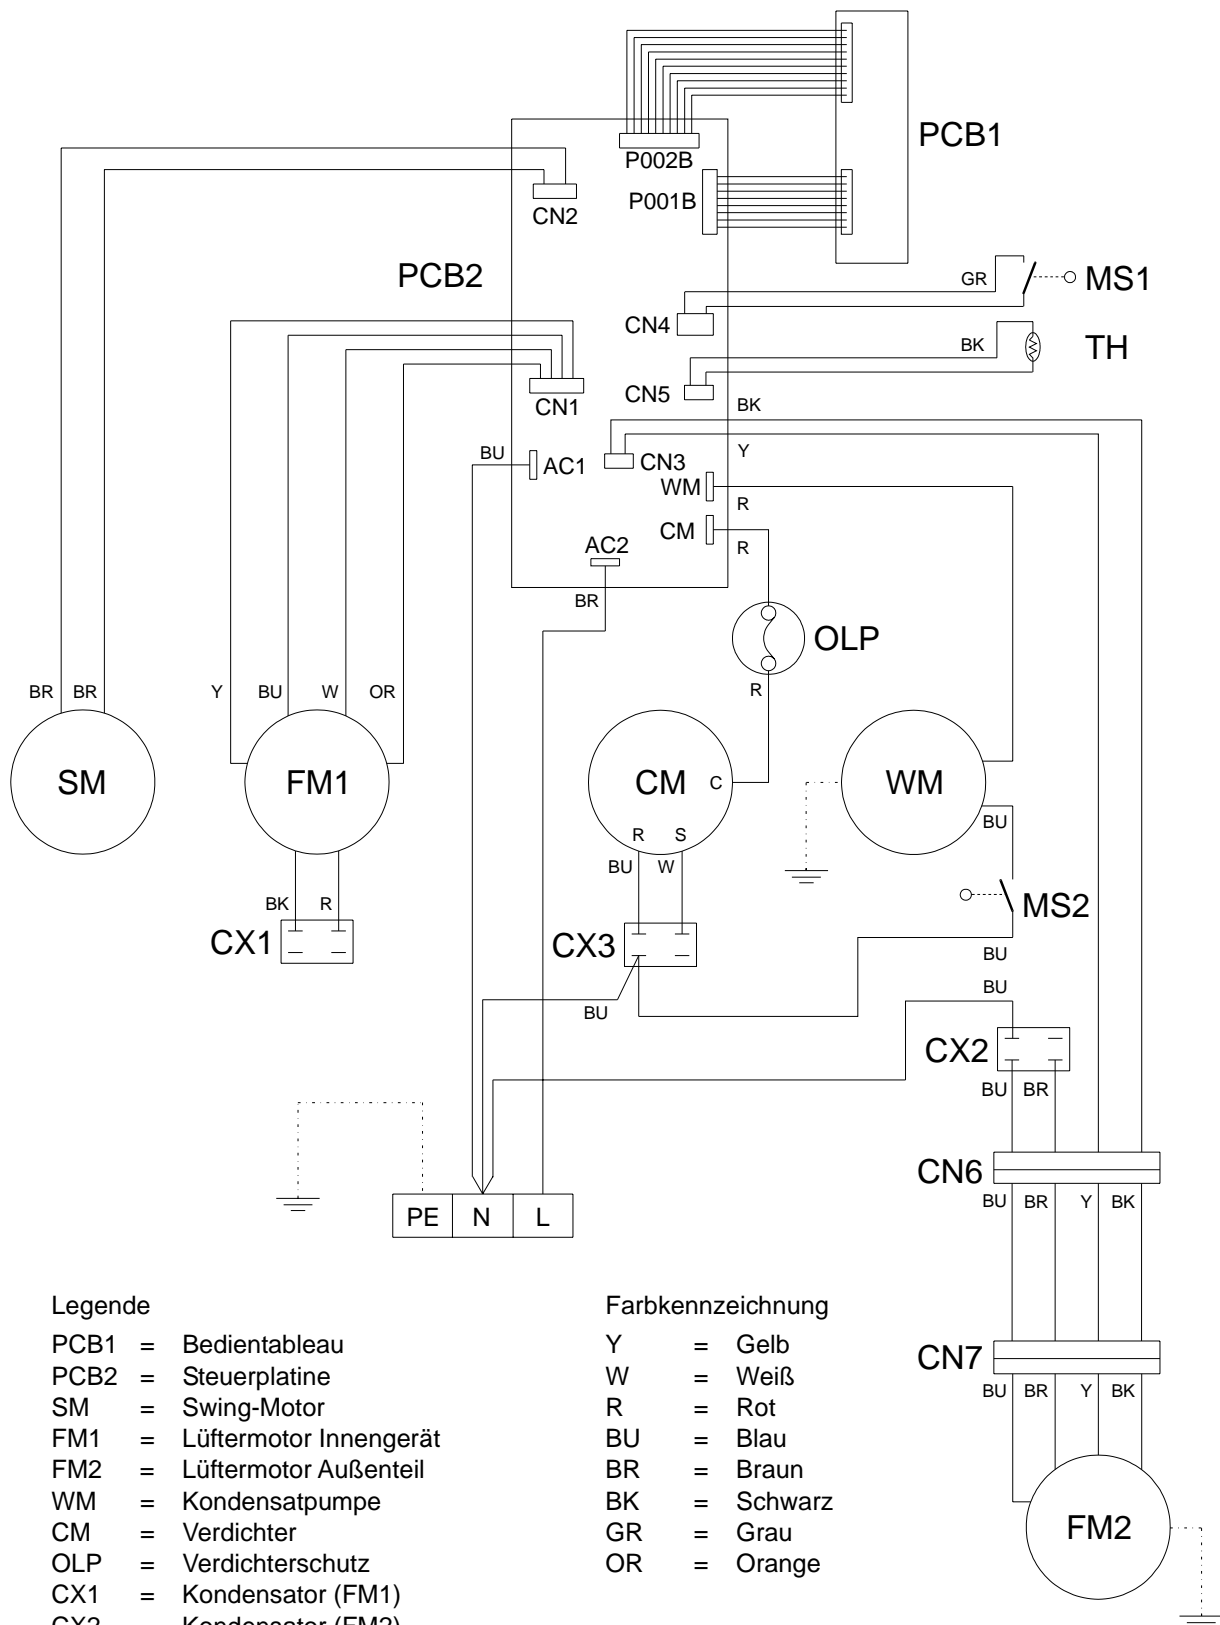 PCB1
P002B
P001B
CN2
PCB2
GR
MS1
CN4
BK
TH
CN5
CN1
BK
BU
AC1
CN3
Y
WM
R
CM
R
AC2
BR
OLP
R
BR BR
Y BU W OR
SM
FM1
CM C
R S
WM
BU
BU W
MS2
BK R
CX1
CX3
BU
BU
BU
CX2
BU BR
CN6
BU BR Y BK
PE N L
CN7
BU BR Y BK
FM2
Legende
PCB1 = Bedientableau
PCB2 = Steuerplatine
SM = Swing-Motor
FM1 = Lüftermotor Innengerät
FM2 = Lüftermotor Außenteil
WM = Kondensatpumpe
CM = Verdichter
OLP = Verdichterschutz
CX1 = Kondensator (FM1)
CX2 Kondensator (FM2)
Farbkennzeichnung
Y = Gelb
W = Weiß
R = Rot
BU = Blau
BR = Braun
BK = Schwarz
GR = Grau
OR = Orange